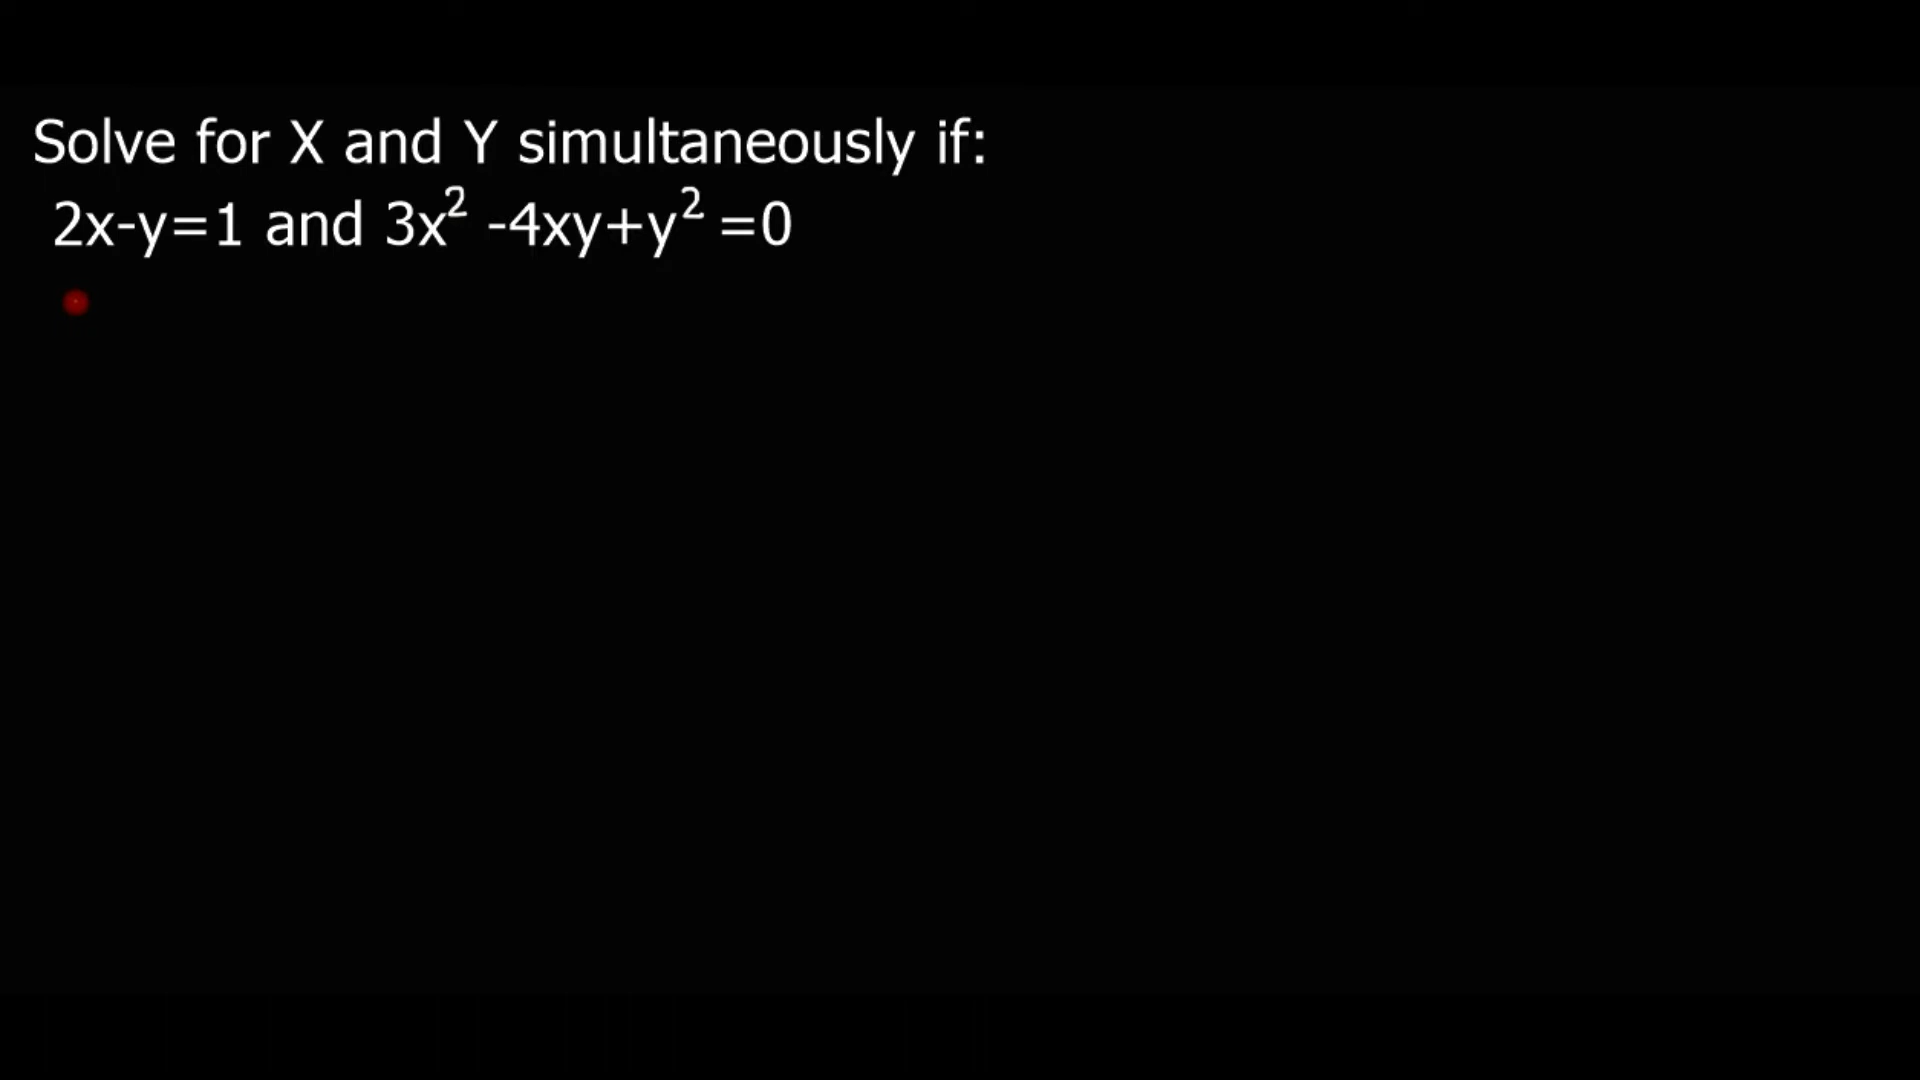 Solve for X and Y simultaneously if:
2x-y=1 and 3x² -4xy+y² =0